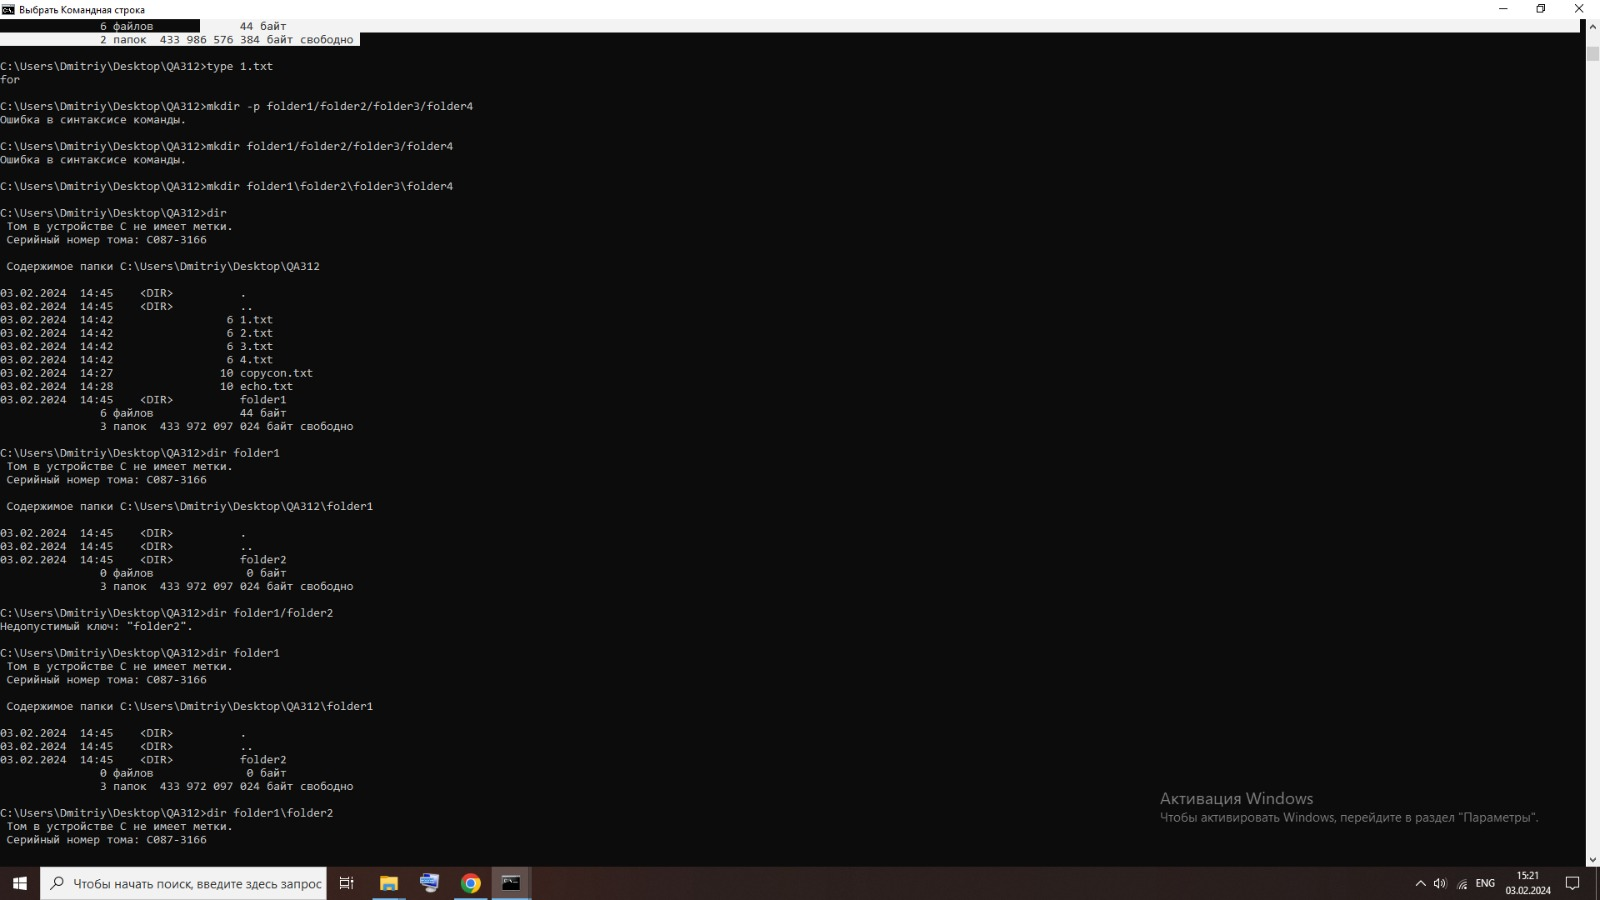 Выбрать Командная строка
6 файлов 44 байт
2 папок 433 986 576 384 байт свободно
C:\Users\Dmitriy\Desktop\QA312>type 1.txt
for
C:\Users\Dmitriy\Desktop\QA312>mkdir -p folder1/folder2/folder3/folder4
Ошибка в синтаксисе команды.
C:\Users\Dmitriy\Desktop\QA312>mkdir folder1/folder2/folder3/folder4
Ошибка в синтаксисе команды.
C:\Users\Dmitriy\Desktop\QA312>mkdir folder1\folder2\folder3\folder4
C:\Users\Dmitriy\Desktop\QA312>dir
Том в устройстве C не имеет метки.
Серийный номер тома: C087-3166
Содержимое папки C:\Users\Dmitriy\Desktop\QA312
03.02.2024 14:45 <DIR> .
03.02.2024 14:45 <DIR> ..
03.02.2024 14:42 6 1.txt
03.02.2024 14:42 6 2.txt
03.02.2024 14:42 6 3.txt
03.02.2024 14:42 6 4.txt
03.02.2024 14:27 10 copycon.txt
03.02.2024 14:28 10 echo.txt
03.02.2024 14:45 <DIR> folder1
6 файлов 44 байт
3 папок 433 972 097 024 байт свободно
C:\Users\Dmitriy\Desktop\QA312>dir folder1
Том в устройстве C не имеет метки.
Серийный номер тома: C087-3166
Содержимое папки C:\Users\Dmitriy\Desktop\QA312\folder1
03.02.2024 14:45 <DIR> .
03.02.2024 14:45 <DIR> ..
03.02.2024 14:45 <DIR> folder2
0 файлов 0 байт
3 папок 433 972 097 024 байт свободно
C:\Users\Dmitriy\Desktop\QA312>dir folder1/folder2
Недопустимый ключ: "folder2".
C:\Users\Dmitriy\Desktop\QA312>dir folder1
Том в устройстве C не имеет метки.
Серийный номер тома: C087-3166
Содержимое папки C:\Users\Dmitriy\Desktop\QA312\folder1
03.02.2024 14:45 <DIR> .
03.02.2024 14:45 <DIR> ..
03.02.2024 14:45 <DIR> folder2
0 файлов 0 байт
3 папок 433 972 097 024 байт свободно
C:\Users\Dmitriy\Desktop\QA312>dir folder1\folder2
Том в устройстве C не имеет метки.
Серийный номер тома: C087-3166
Активация Windows
Чтобы активировать Windows, перейдите в раздел "Параметры".
Чтобы начать поиск, введите здесь запрос
ENG
15:21
03.02.2024